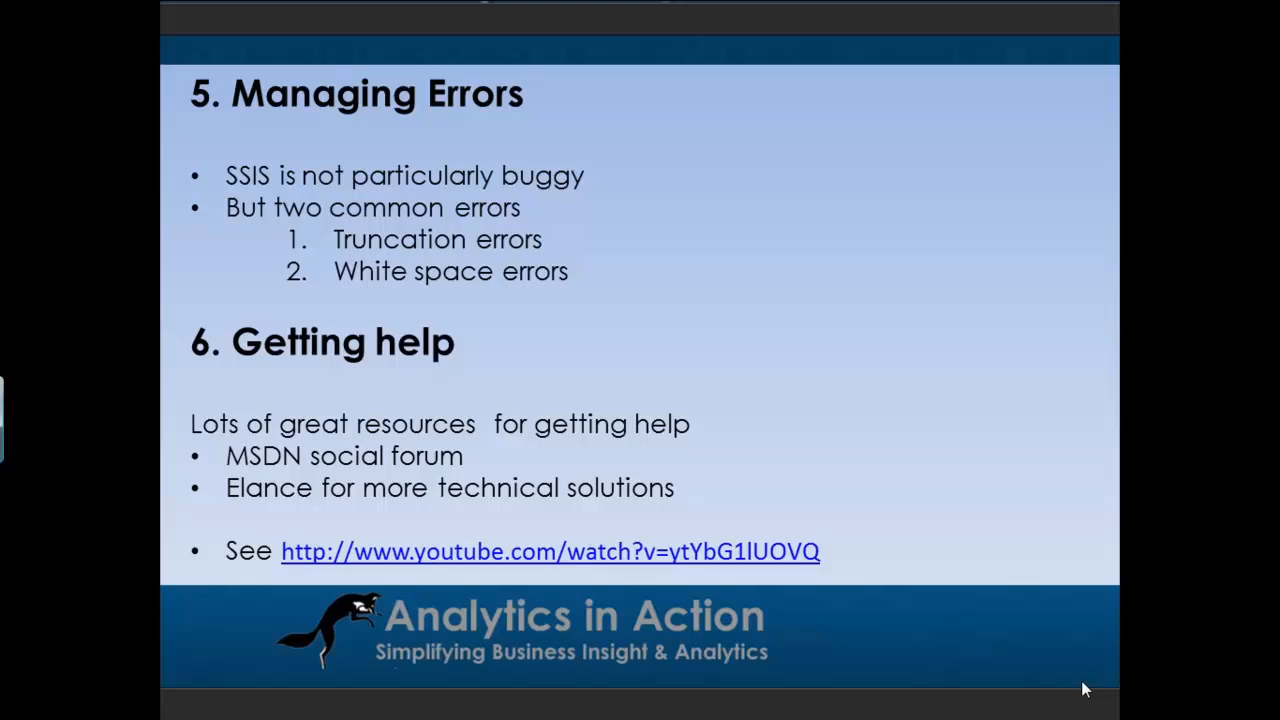 5. Managing Errors
• SSIS is not particularly buggy
• But two common errors
1. Truncation errors
2. White space errors
6. Getting help
Lots of great resources for getting help
• MSDN social forum
• Elance for more technical solutions
• See http://www.youtube.com/watch?v=ytYbG1lUOVQ
Analytics in Action
Simplifying Business Insight & Analytics